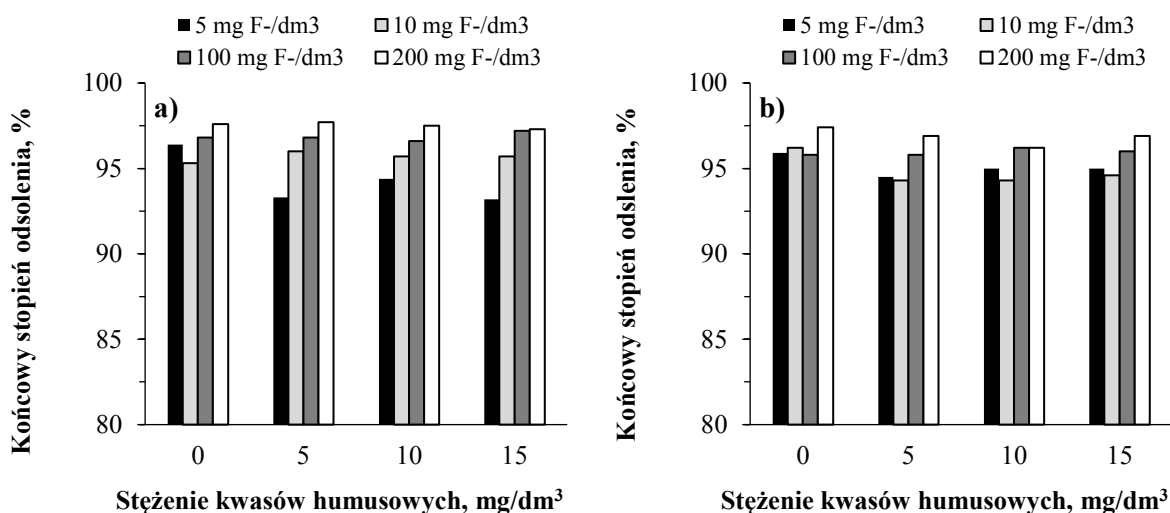 5 mg F-/dm3 10 mg F-/dm3
100 mg F-/dm3 200 mg F-/dm3
a)
Końcowy stopień odsolenia, %
100
95
90
85
80
0 5 10 15
Stężenie kwasów humusowych, mg/dm³
5 mg F-/dm3 10 mg F-/dm3
100 mg F-/dm3 200 mg F-/dm3
b)
Końcowy stopień odslenia, %
100
95
90
85
80
0 5 10 15
Stężenie kwasów humusowych, mg/dm³